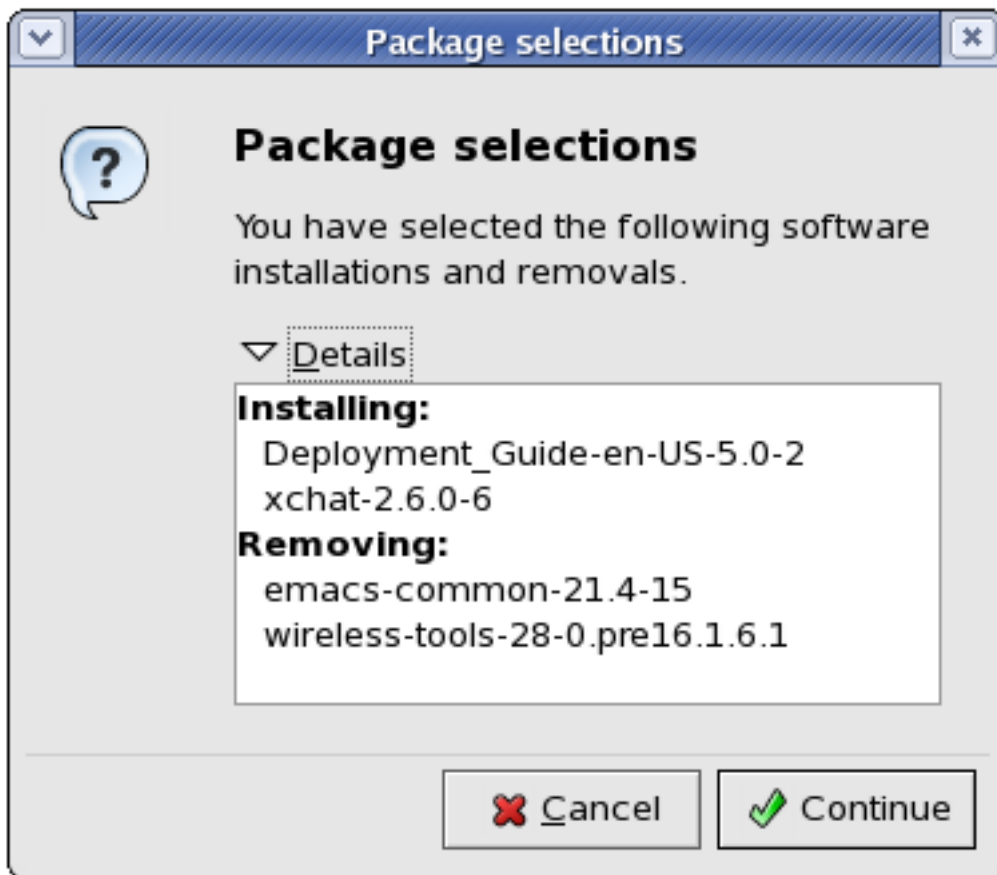 Package selections
Package selections
You have selected the following software
installations and removals.
Details
Installing:
Deployment_Guide-en-US-5.0-2
xchat-2.6.0-6
Removing:
emacs-common-21.4-15
wireless-tools-28-0.pre16.1.6.1
Cancel
Continue